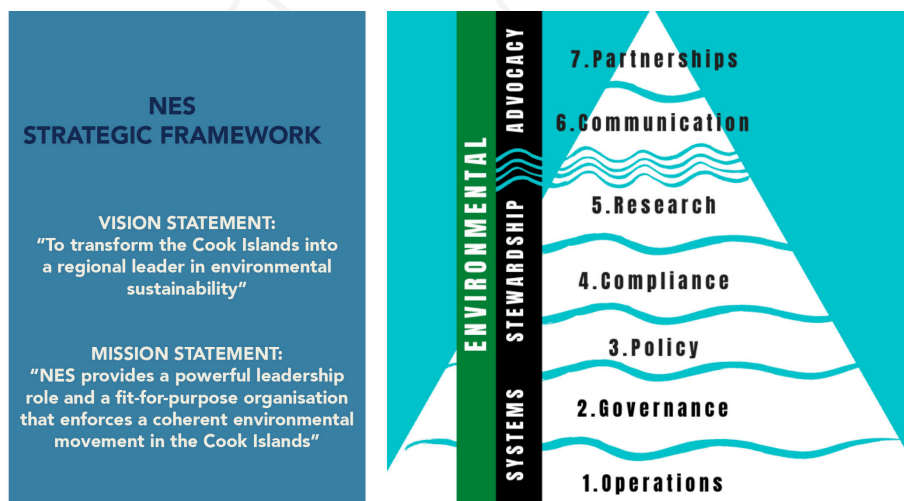 NES
STRATEGIC FRAMEWORK
VISION STATEMENT:
“To transform the Cook Islands into
a regional leader in environmental
sustainability”
MISSION STATEMENT:
“NES provides a powerful leadership
role and a fit-for-purpose organisation
that enforces a coherent environmental
movement in the Cook Islands”
ENVIRONMENTAL
ADVOCACY
STEWARDSHIP
SYSTEMS
7.Partnerships
6.Communication
5.Research
4.Compliance
3.Policy
2.Governance
1.Operations